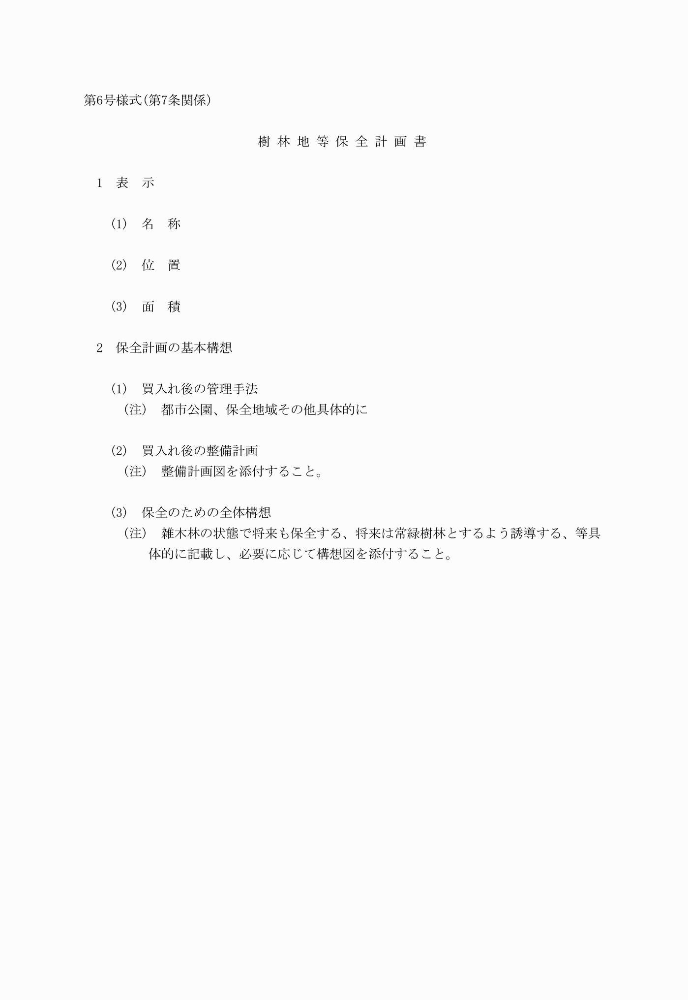 第6号様式(第7条関係)
樹林地等保全計画書
1　表　示
(1)　名　称
(2)　位　置
(3)　面　積
2　保全計画の基本構想
(1)　買入れ後の管理手法
(注)　都市公園、保全地域その他具体的に
(2)　買入れ後の整備計画
(注)　整備計画図を添付すること。
(3)　保全のための全体構想
(注)　雑木林の状態で将来も保全する、将来は常緑樹林とするよう誘導する、等具
体的に記載し、必要に応じて構想図を添付すること。